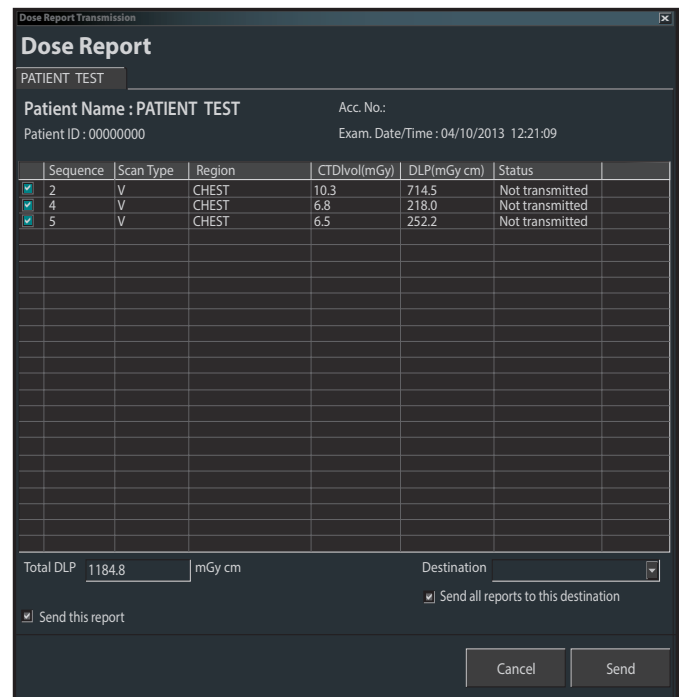 Dose Report Transmission
Dose Report
PATIENT TEST
Patient Name : PATIENT TEST Acc. No.:
Patient ID : 00000000 Exam. Date/Time : 04/10/2013 12:21:09
Sequence Scan Type Region CTDlvol(mGy) DLP(mGy cm) Status
2 V CHEST 10.3 714.5 Not transmitted
4 V CHEST 6.8 218.0 Not transmitted
5 V CHEST 6.5 252.2 Not transmitted
Total DLP 1184.8 mGy cm Destination
Send all reports to this destination
Send this report
Cancel Send